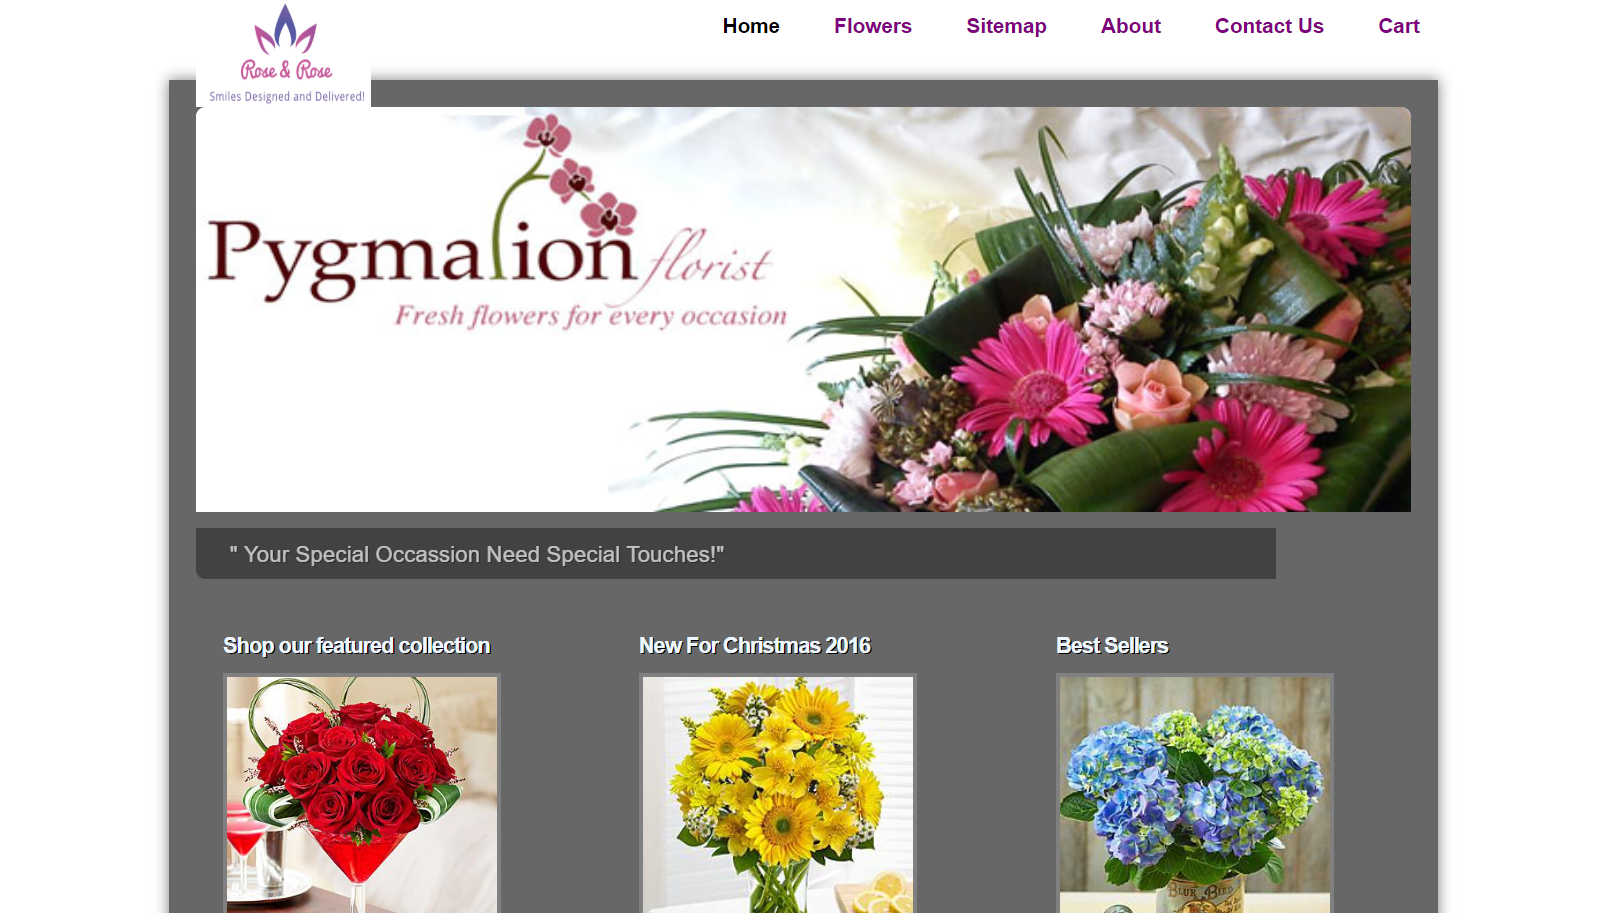 Rose & Rose
Smiles Designed and Delivered!
Home Flowers Sitemap About Contact Us Cart
Pygmalion florist
Fresh flowers for every occasion
" Your Special Occassion Need Special Touches!"
Shop our featured collection
New For Christmas 2016
Best Sellers
BLUE BIRD